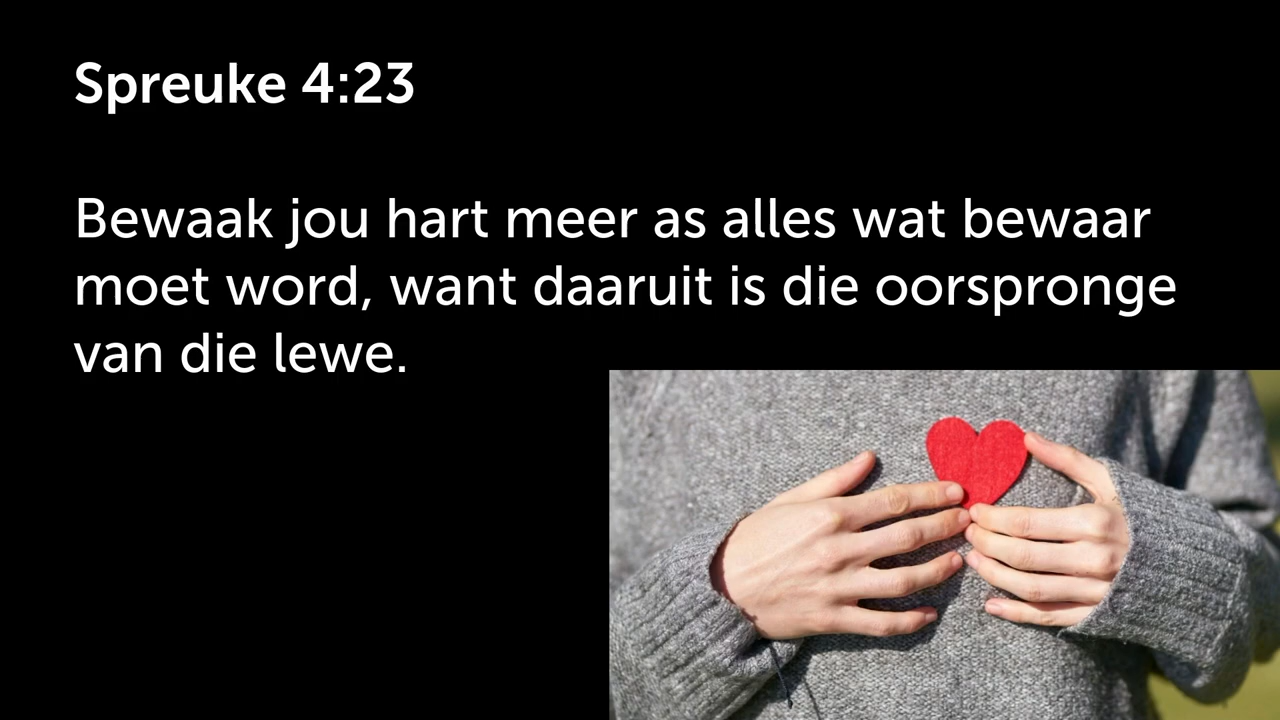 Spreuke 4:23
Bewaak jou hart meer as alles wat bewaar
moet word, want daaruit is die oorspronge
van die lewe.